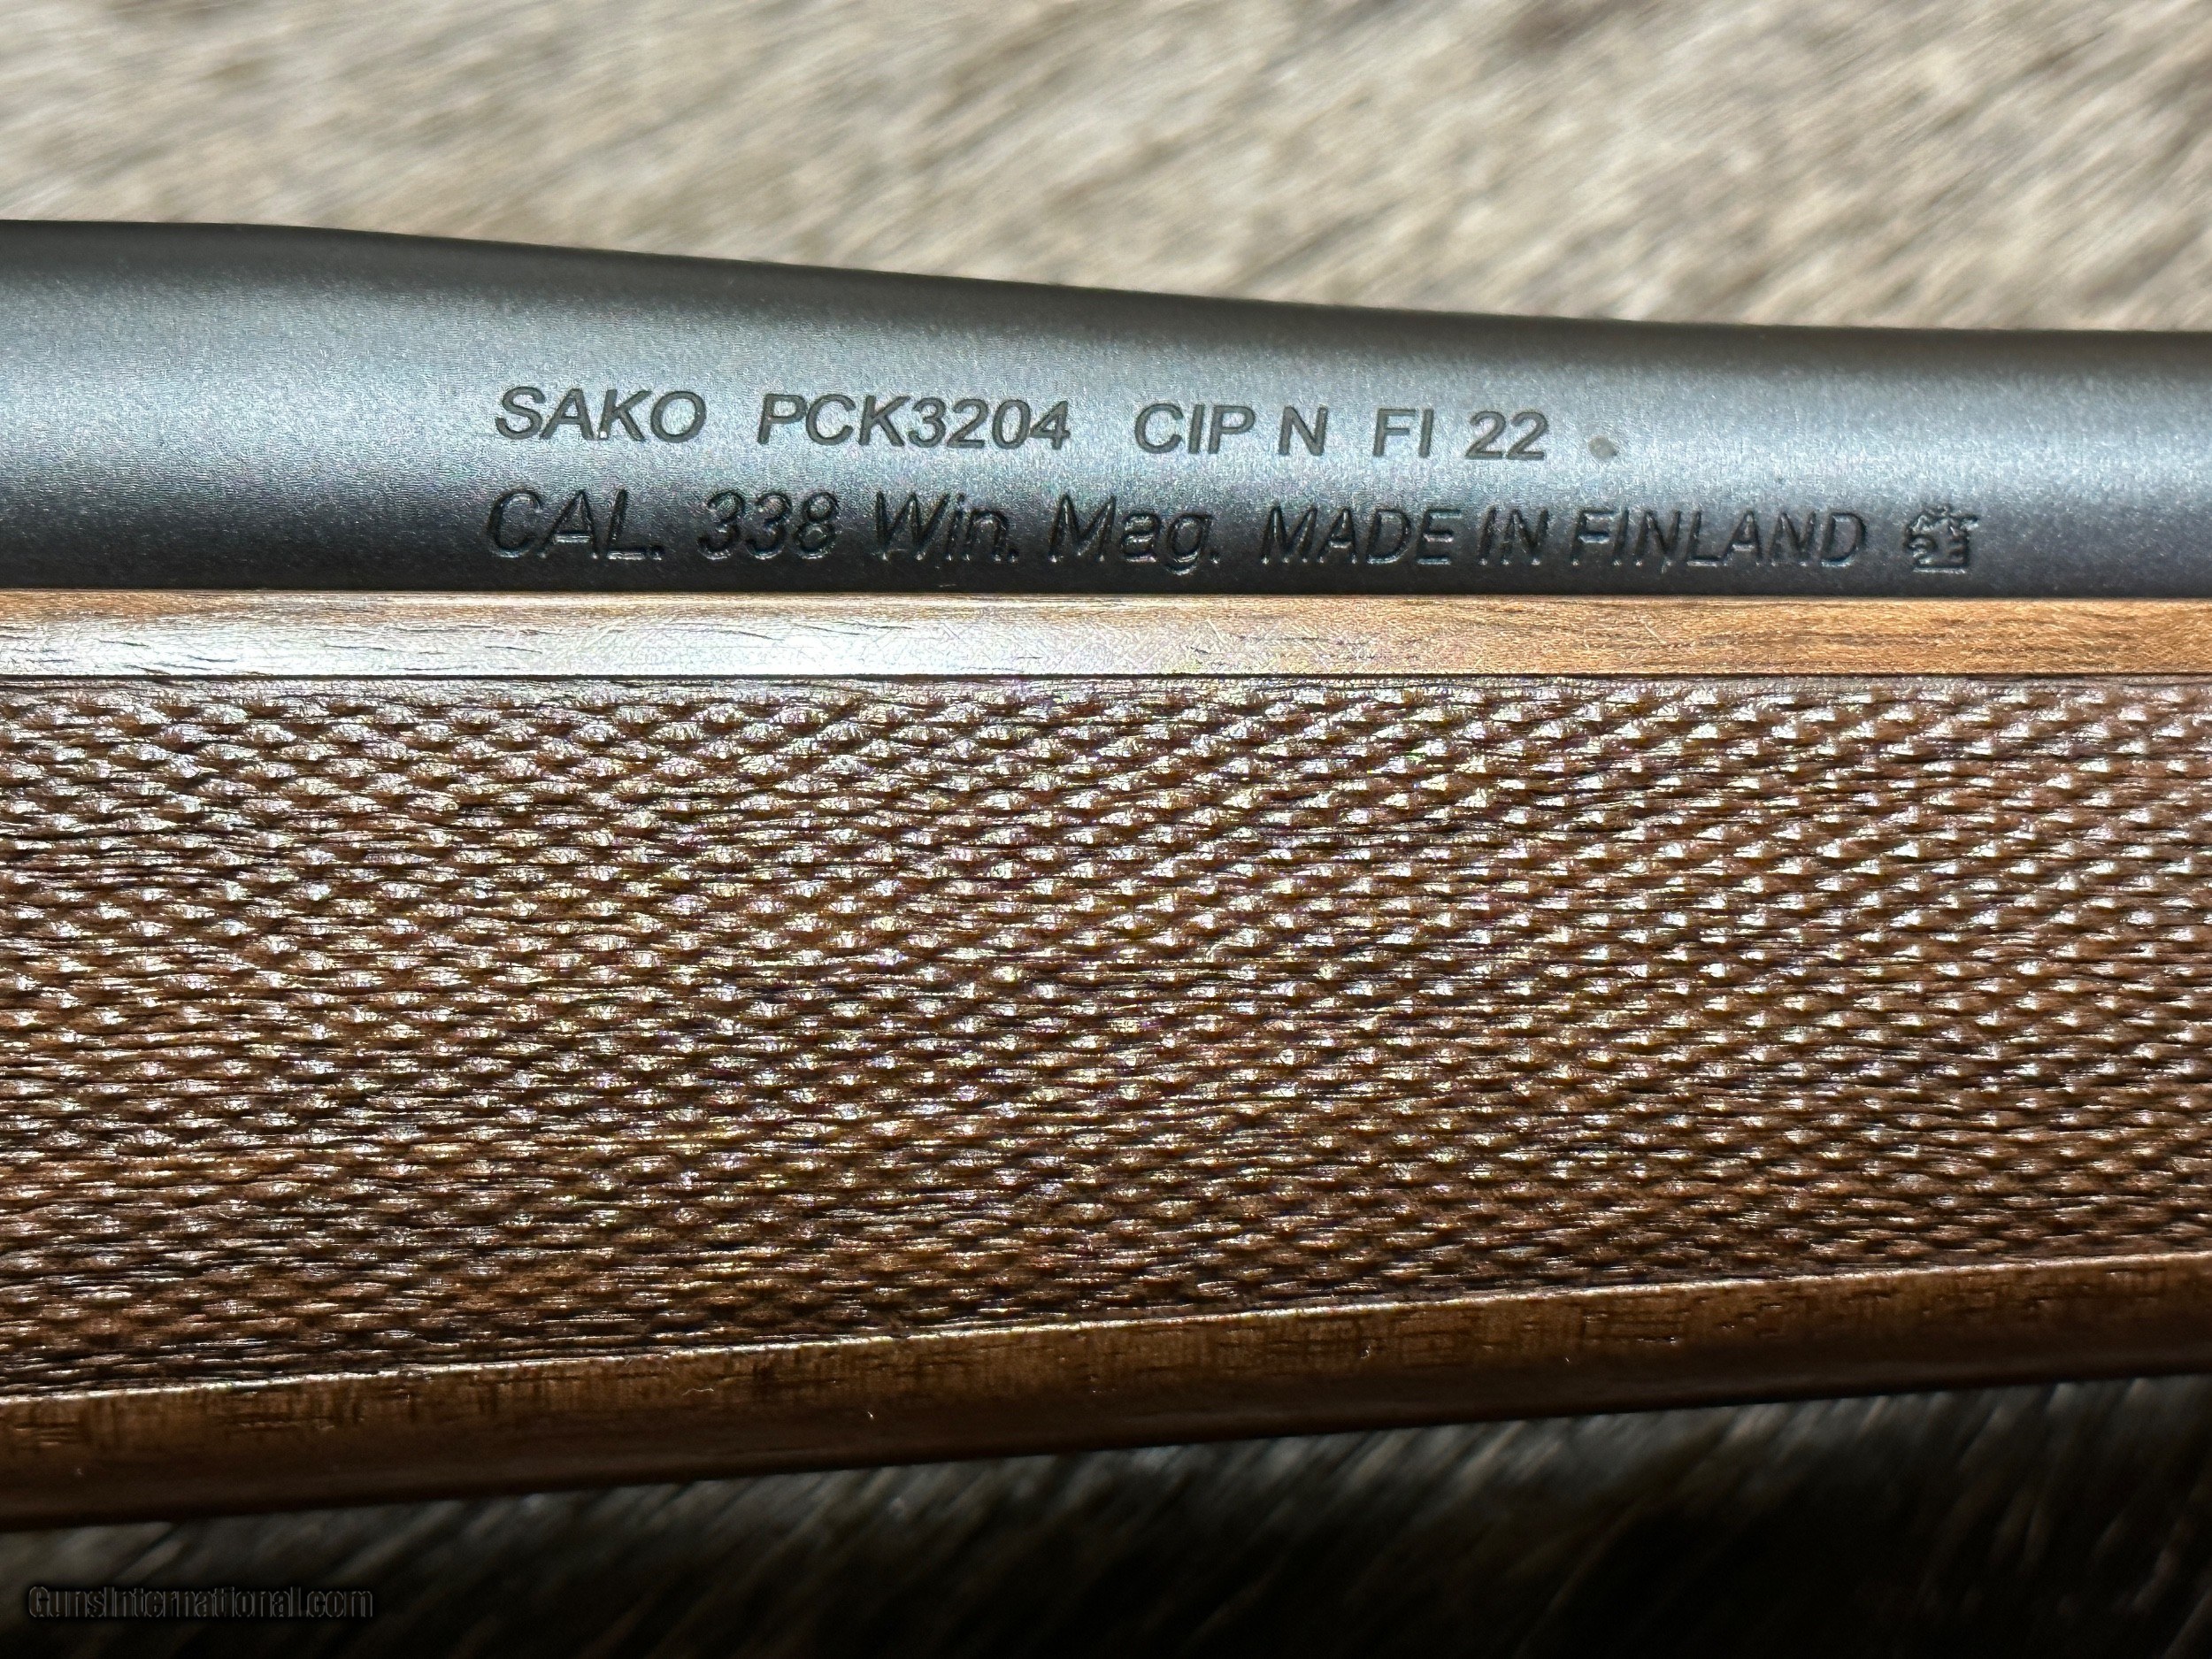 SAKO PCK3204 CIP N FI 22
CAL. 338 Win. Mag. MADE IN FINLAND
GunsInternational.com